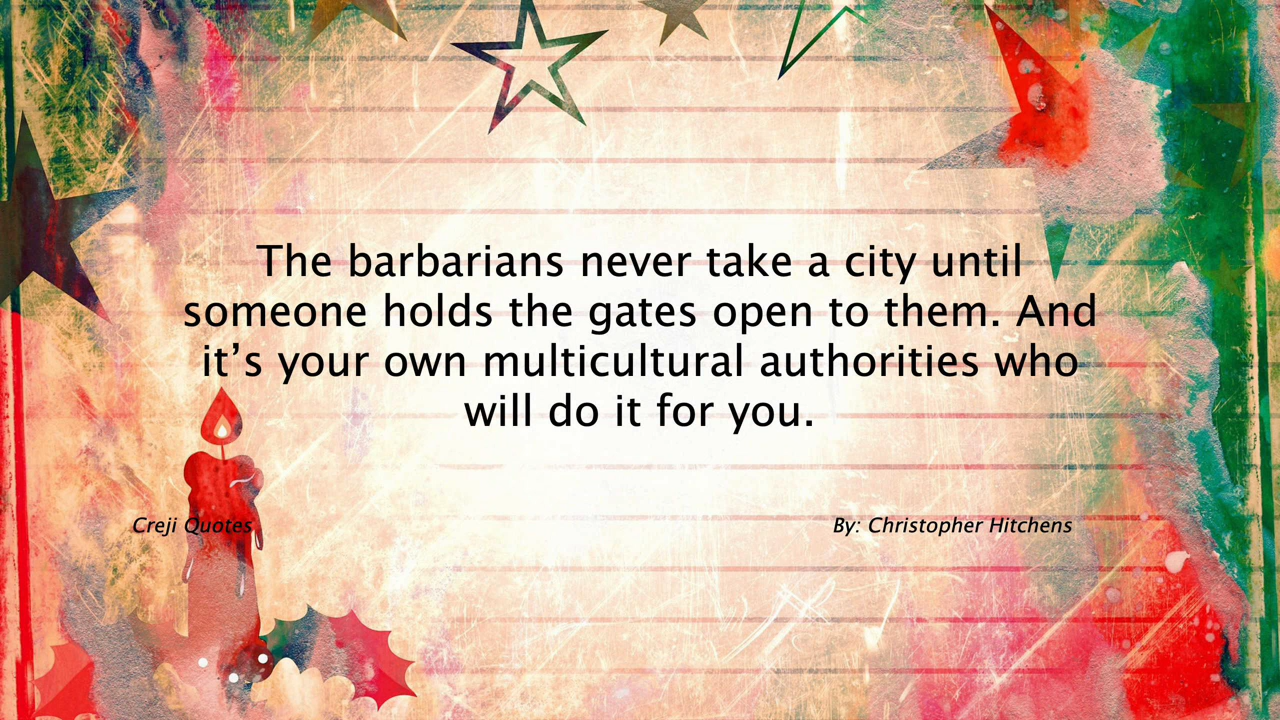 The barbarians never take a city until
someone holds the gates open to them. And
it’s your own multicultural authorities who
will do it for you.
Creji Quotes
By: Christopher Hitchens